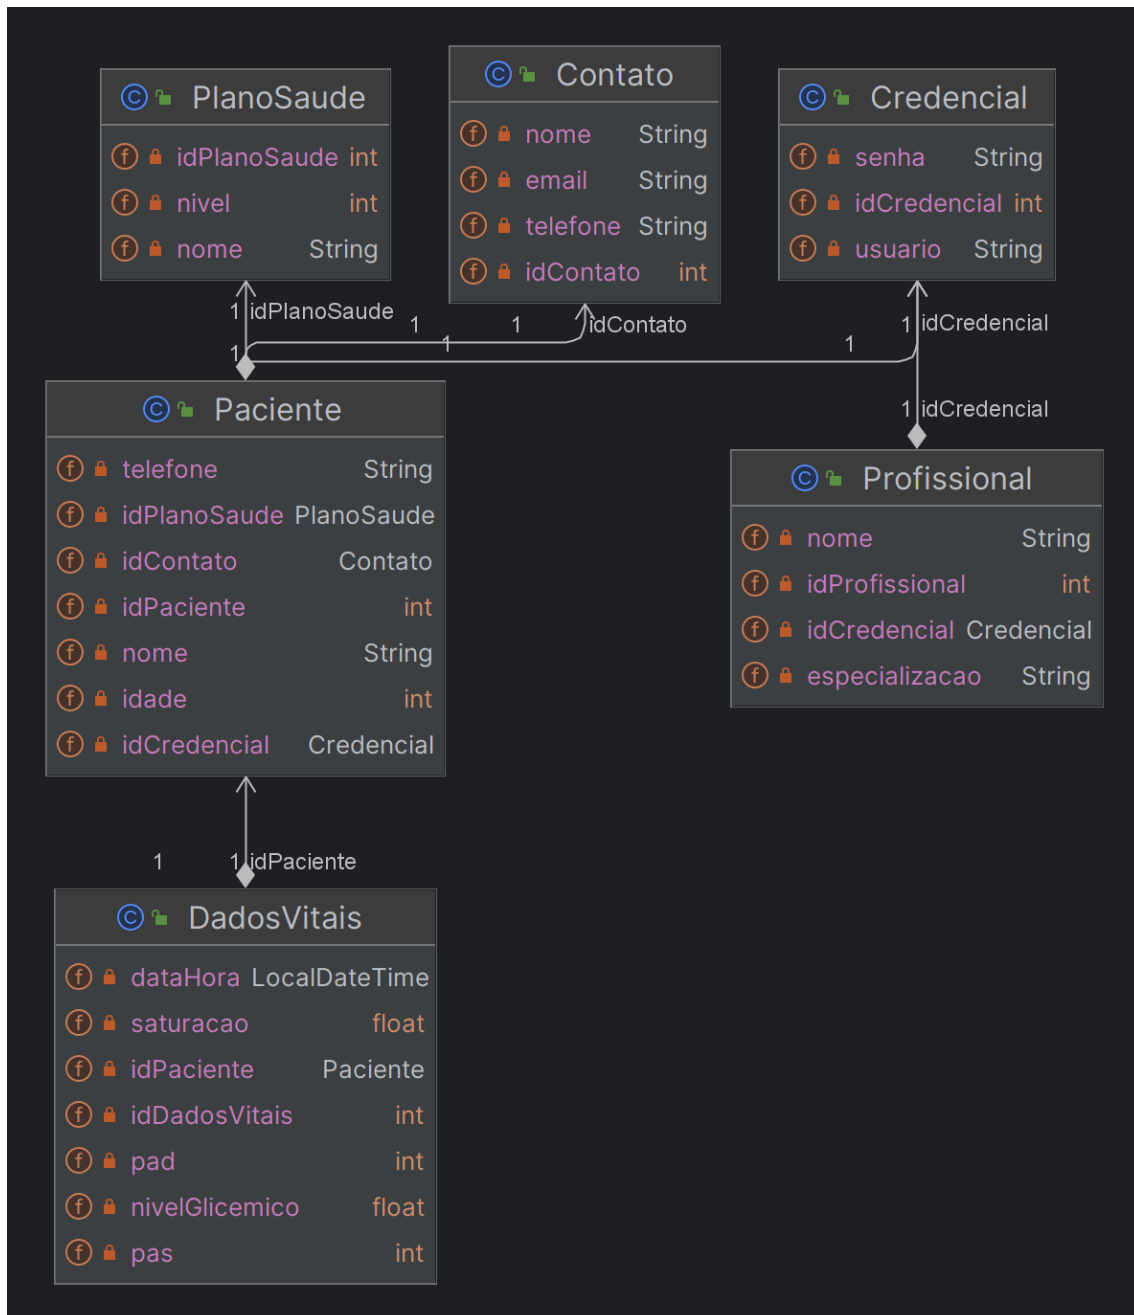 PlanoSaude
idPlanoSaude int
nivel int
nome String
Contato
nome String
email String
telefone String
idContato int
Credencial
senha String
idCredencial int
usuario String
1 idPlanoSaude
1
1
1
idContato
1
1
1
1 idCredencial
1 idCredencial
Paciente
telefone String
idPlanoSaude PlanoSaude
idContato Contato
idPaciente int
nome String
idade int
idCredencial Credencial
Profissional
nome String
idProfissional int
idCredencial Credencial
especializacao String
1
1 idPaciente
DadosVitais
dataHora LocalDateTime
saturacao float
idPaciente Paciente
idDadosVitais int
pad int
nivelGlicemico float
pas int